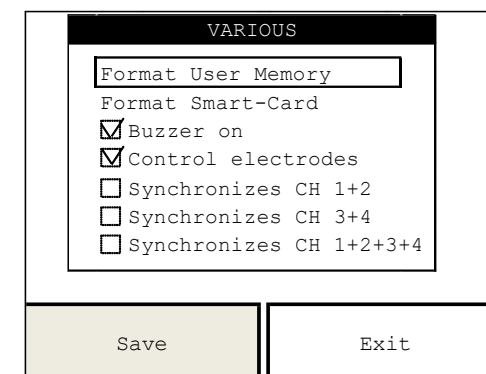 VARIOUS
Format User Memory
Format Smart-Card
Buzzer on
Control electrodes
Synchronizes CH 1+2
Synchronizes CH 3+4
Synchronizes CH 1+2+3+4
Save Exit